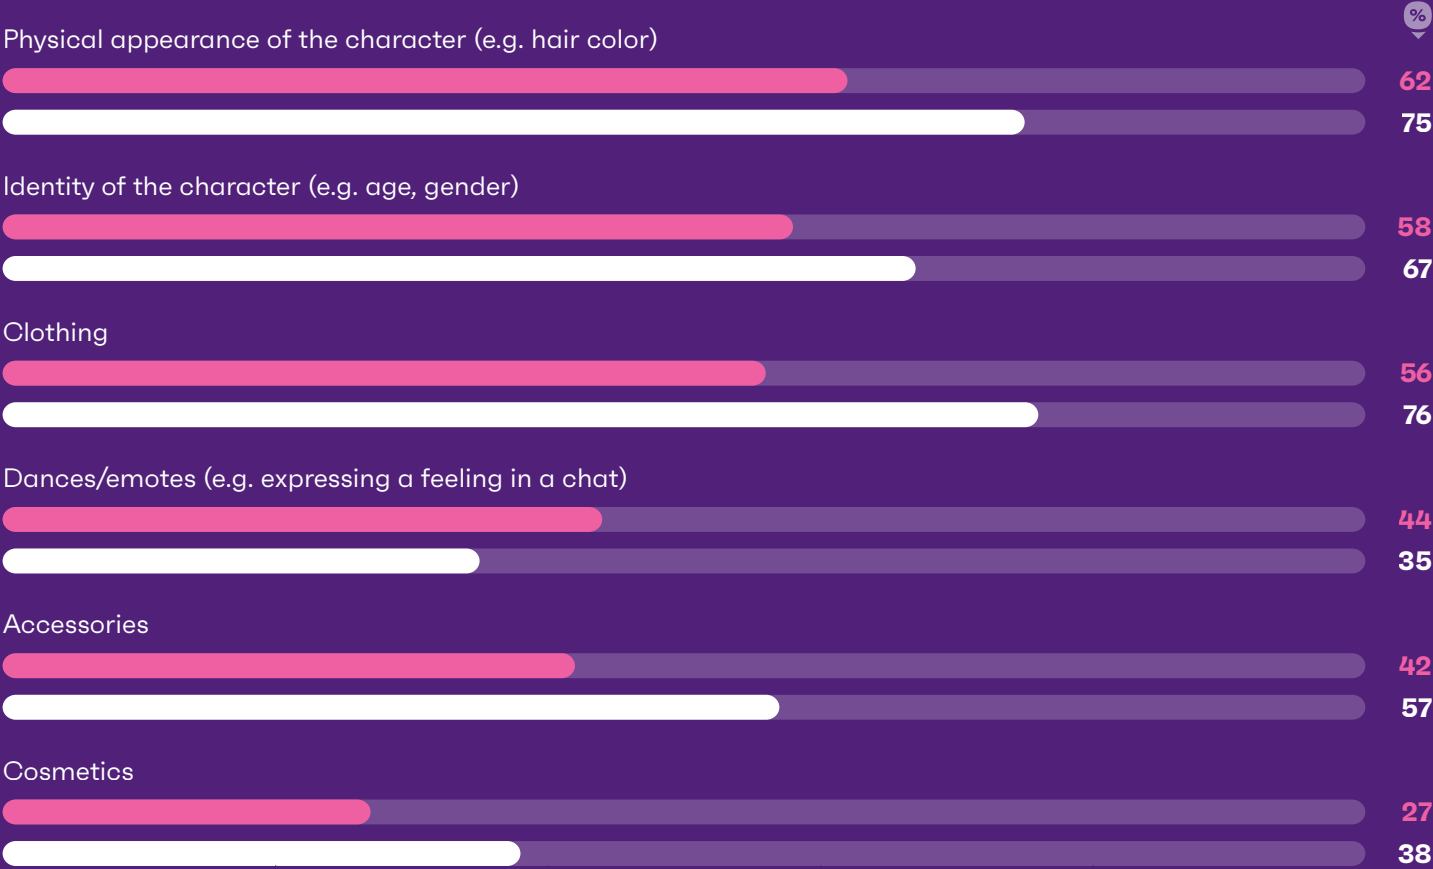 %
Physical appearance of the character (e.g. hair color)
62
75
Identity of the character (e.g. age, gender)
58
67
Clothing
56
76
Dances/emotes (e.g. expressing a feeling in a chat)
44
35
Accessories
42
57
Cosmetics
27
38